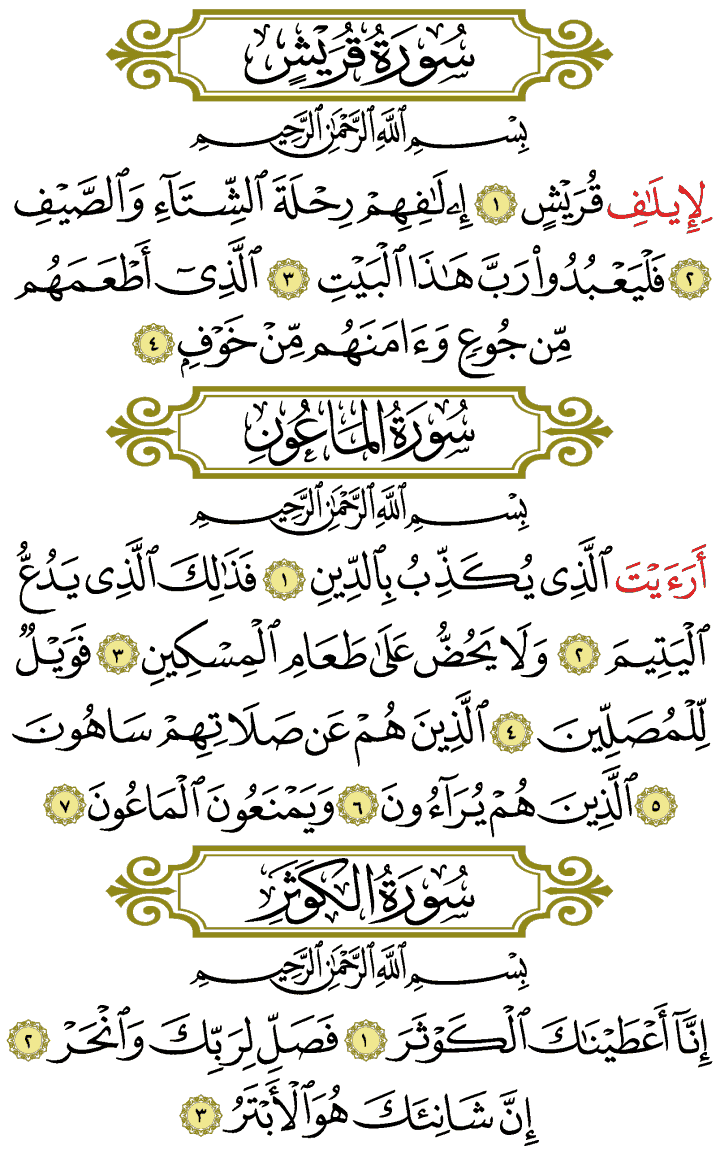 سُورَةُ قُرَيْشٍ
بِسْمِ ٱللَّهِ ٱلرَّحْمَٰنِ ٱلرَّحِيمِ
لِإِيلَٰفِ قُرَيْشٍ ١ إِۦلَٰفِهِمْ رِحْلَةَ ٱلشِّتَآءِ وَٱلصَّيْفِ
٢ فَلْيَعْبُدُوا۟ رَبَّ هَٰذَا ٱلْبَيْتِ ٣ ٱلَّذِىٓ أَطْعَمَهُم
مِّن جُوعٍ وَءَامَنَهُم مِّنْ خَوْفٍۭ ٤
سُورَةُ المَاعُونِ
بِسْمِ ٱللَّهِ ٱلرَّحْمَٰنِ ٱلرَّحِيمِ
أَرَءَيْتَ ٱلَّذِى يُكَذِّبُ بِٱلدِّينِ ١ فَذَٰلِكَ ٱلَّذِى يَدُعُّ
ٱلْيَتِيمَ ٢ وَلَا يَحُضُّ عَلَىٰ طَعَامِ ٱلْمِسْكِينِ ٣ فَوَيْلٌ
لِّلْمُصَلِّينَ ٤ ٱلَّذِينَ هُمْ عَن صَلَاتِهِمْ سَاهُونَ
٥ ٱلَّذِينَ هُمْ يُرَآءُونَ ٦ وَيَمْنَعُونَ ٱلْمَاعُونَ ٧
سُورَةُ الكَوْثَرِ
بِسْمِ ٱللَّهِ ٱلرَّحْمَٰنِ ٱلرَّحِيمِ
إِنَّآ أَعْطَيْنَٰكَ ٱلْكَوْثَرَ ١ فَصَلِّ لِرَبِّكَ وَٱنْحَرْ ٢
إِنَّ شَانِئَكَ هُوَ ٱلْأَبْتَرُ ٣